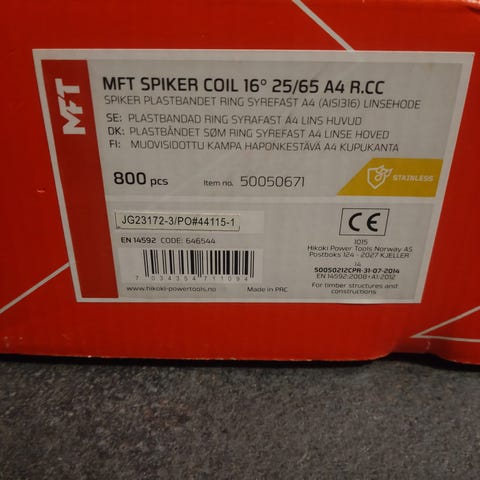 MFT
MFT SPIKER COIL 16° 25/65 A4 R.CC
SPIKER PLASTBANDET RING SYREFAST A4 (AISI316) LINSEHODE
SE: PLASTBANDAD RING SYRAFAST A4 LINS HUVUD
DK: PLASTBÅNDET SØM RING SYREFAST A4 LINSE HOVED
FI: MUOVISIDOTTU KAMPA HAPONKESTÄVÄ A4 KUPUKANTA
800 pcs Item no. 50050671
STAINLESS
JG23172-3/PO#44115-1
EN 14592 CODE: 646544
7 034354 711094
www.hikoki-powertools.no Made in PRC
CE
1015
Hikoki Power Tools Norway AS
Postboks 124 - 2027 KJELLER
14
50050212CPR-31-07-2014
EN 14592:2008+A1:2012
For timber structures and
constructions